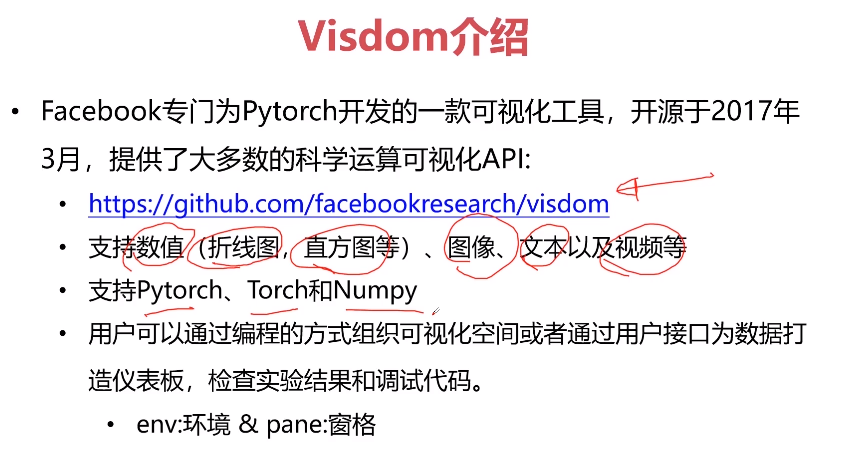 Visdom介绍
• Facebook专门为Pytorch开发的一款可视化工具，开源于2017年
3月，提供了大多数的科学运算可视化API:
• https://github.com/facebookresearch/visdom
• 支持数值（折线图，直方图等）、图像、文本以及视频等
• 支持Pytorch、Torch和Numpy
• 用户可以通过编程的方式组织可视化空间或者通过用户接口为数据打
造仪表板，检查实验结果和调试代码。
• env:环境 & pane:窗格